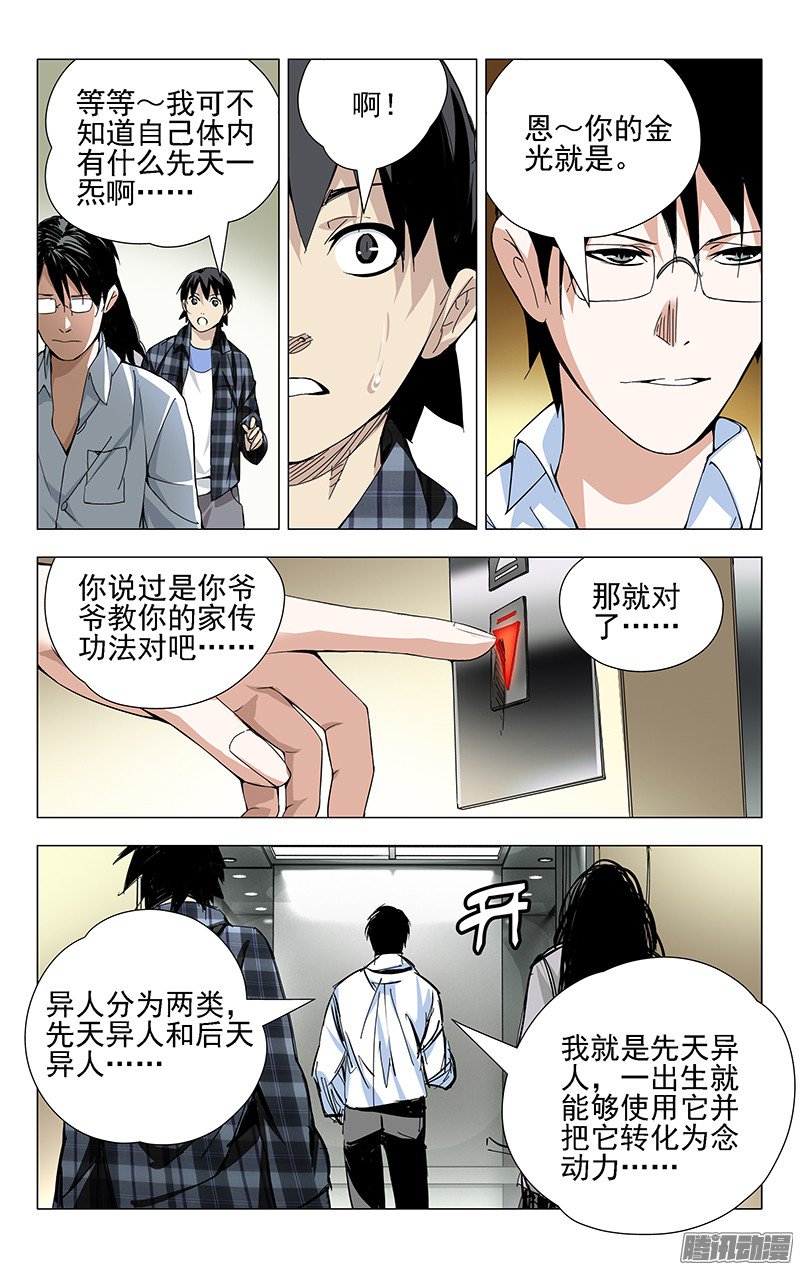 等等～我可不
知道自己体内
有什么先天一
炁啊……
啊！
恩～你的金
光就是。
你说过是你爷
爷教你的家传
功法对吧……
那就对
了……
异人分为两类，
先天异人和后天
异人……
我就是先天异
人，一出生就
能够使用它并
把它转化为念
动力……
腾讯动漫